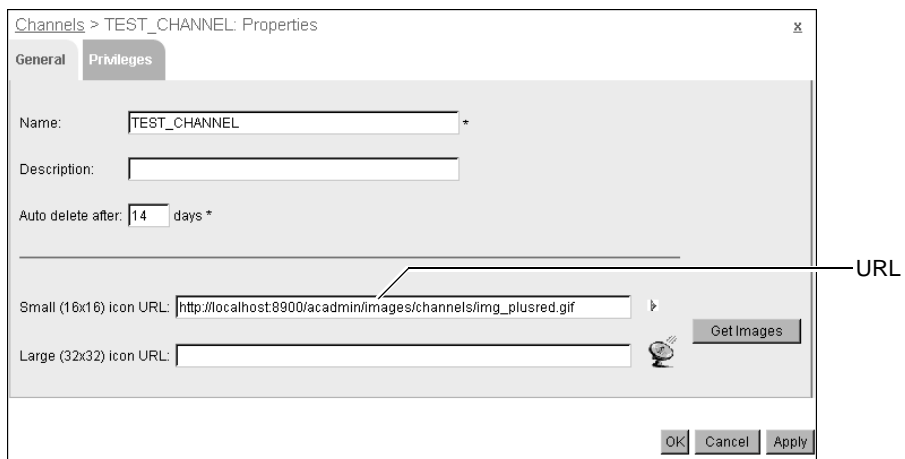 Channels > TEST_CHANNEL: Properties
x
General Privileges
Name: TEST_CHANNEL *
Description:
Auto delete after: 14 days *
URL
Small (16x16) icon URL: http://localhost:8900/acadmin/images/channels/img_plusred.gif
Get Images
Large (32x32) icon URL:
OK Cancel Apply